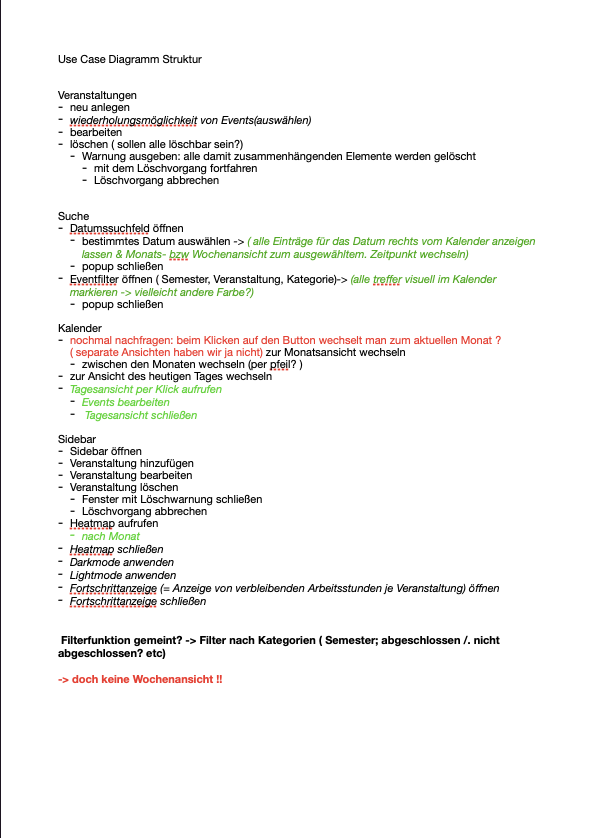 Use Case Diagramm Struktur
Veranstaltungen
- neu anlegen
- wiederholungsmöglichkeit von Events(auswählen)
- bearbeiten
- löschen ( sollen alle löschbar sein?)
- Warnung ausgeben: alle damit zusammenhängenden Elemente werden gelöscht
- mit dem Löschvorgang fortfahren
- Löschvorgang abbrechen
Suche
- Datumssuchfeld öffnen
- bestimmtes Datum auswählen -> ( alle Einträge für das Datum rechts vom Kalender anzeigen
lassen & Monats- bzw Wochenansicht zum ausgewähltem. Zeitpunkt wechseln)
- popup schließen
- Eventfilter öffnen ( Semester, Veranstaltung, Kategorie)-> (alle treffer visuell im Kalender
markieren -> vielleicht andere Farbe?)
- popup schließen
Kalender
- nochmal nachfragen: beim Klicken auf den Button wechselt man zum aktuellen Monat ?
( separate Ansichten haben wir ja nicht) zur Monatsansicht wechseln
- zwischen den Monaten wechseln (per pfeil? )
- zur Ansicht des heutigen Tages wechseln
- Tagesansicht per Klick aufrufen
- Events bearbeiten
- Tagesansicht schließen
Sidebar
- Sidebar öffnen
- Veranstaltung hinzufügen
- Veranstaltung bearbeiten
- Veranstaltung löschen
- Fenster mit Löschwarnung schließen
- Löschvorgang abbrechen
- Heatmap aufrufen
- nach Monat
- Heatmap schließen
- Darkmode anwenden
- Lightmode anwenden
- Fortschrittanzeige (= Anzeige von verbleibenden Arbeitsstunden je Veranstaltung) öffnen
- Fortschrittanzeige schließen
Filterfunktion gemeint? -> Filter nach Kategorien ( Semester; abgeschlossen /. nicht
abgeschlossen? etc)
-> doch keine Wochenansicht !!